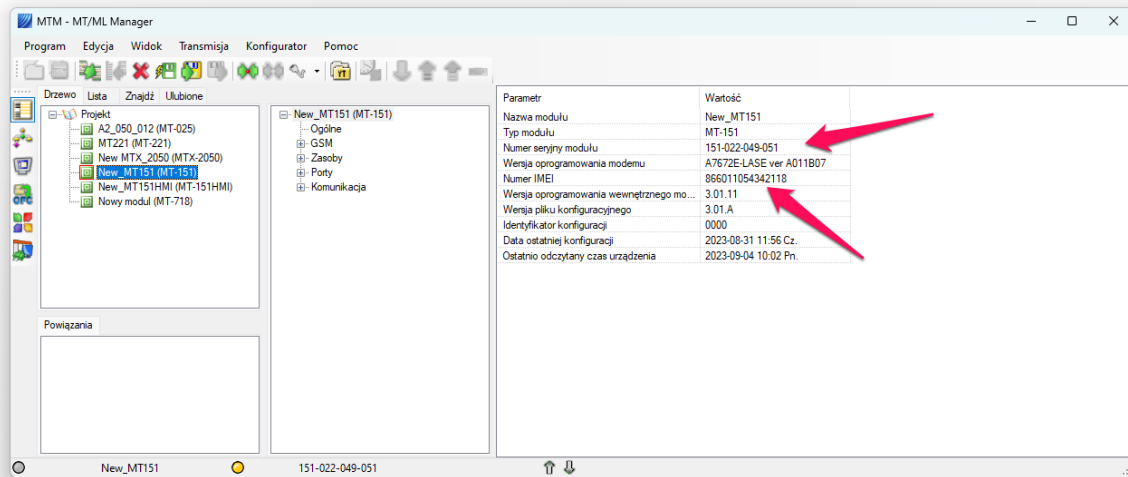 MTM - MT/ML Manager
Program Edycja Widok Transmisja Konfigurator Pomoc
Drzewo Lista Znajdź Ulubione
Projekt
A2_050_012 (MT-025)
MT221 (MT-221)
New MTX_2050 (MTX-2050)
New_MT151 (MT-151)
New_MT151HMI (MT-151HMI)
Nowy modul (MT-718)
Powiązania
New_MT151 (MT-151)
Ogólne
GSM
Zasoby
Porty
Komunikacja
Parametr Wartość
Nazwa modułu New_MT151
Typ modułu MT-151
Numer seryjny modułu 151-022-049-051
Wersja oprogramowania modemu A7672E-LASE ver A011B07
Numer IMEI 866011054342118
Wersja oprogramowania wewnętrznego mo... 3.01.11
Wersja pliku konfiguracyjnego 3.01.A
Identyfikator konfiguracji 0000
Data ostatniej konfiguracji 2023-08-31 11:56 Cz.
Ostatnio odczytany czas urządzenia 2023-09-04 10:02 Pn.
New_MT151 151-022-049-051